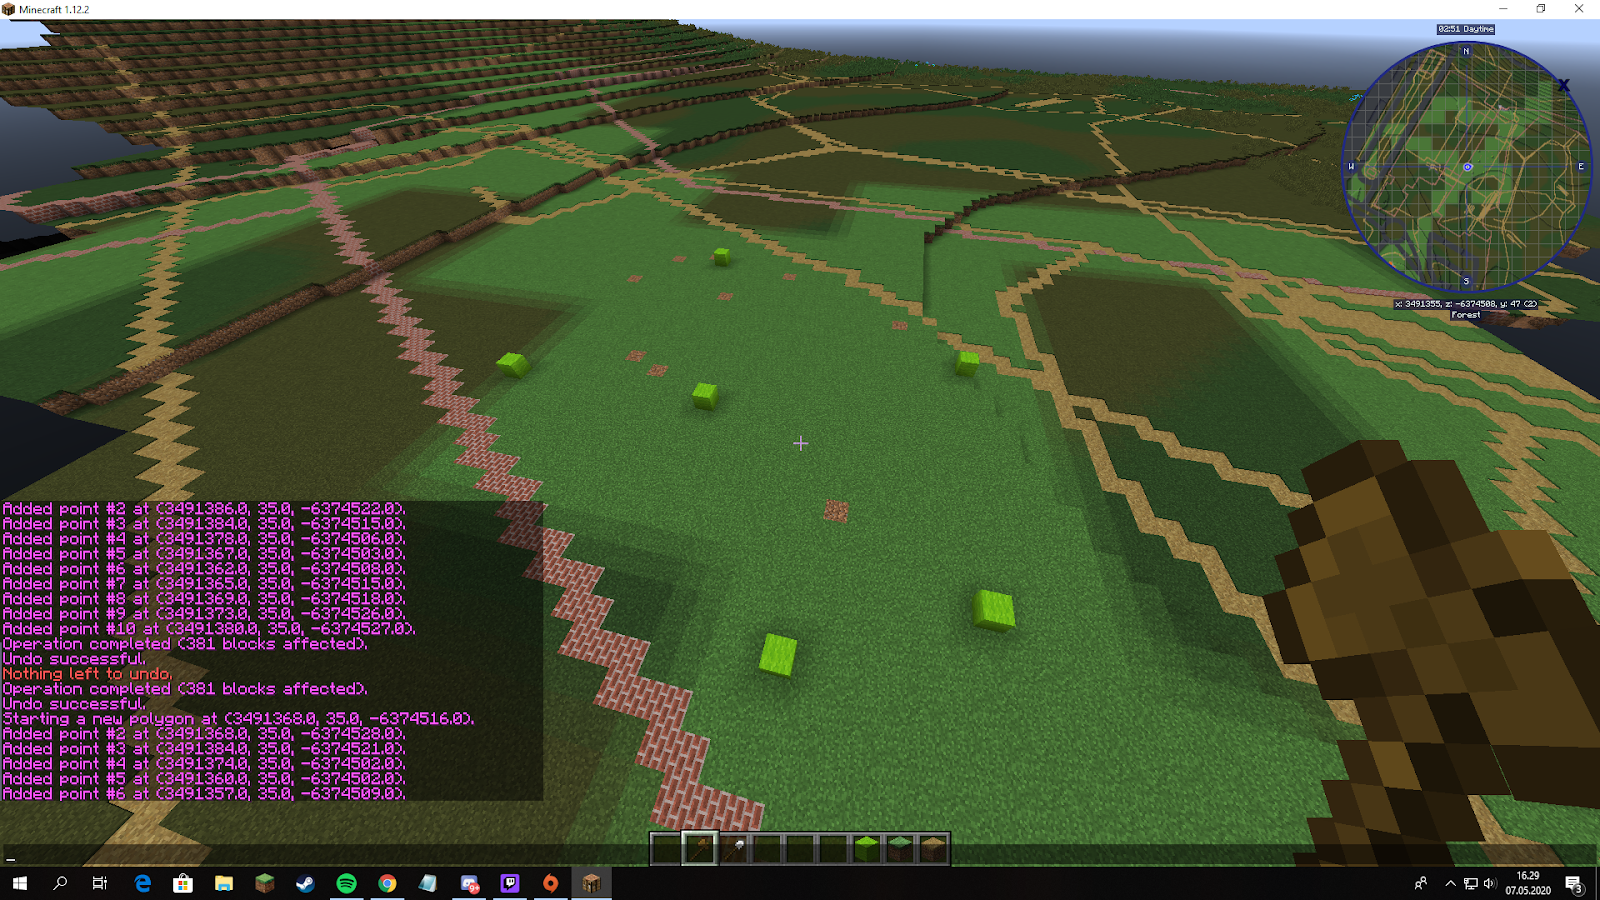 Minecraft 1.12.2
02:51 Daytime
N
X
W
E
S
x: 3491355, z: -6374508, y: 47 (2)
Forest
Added point #2 at (3491386.0, 35.0, -6374522.0).
Added point #3 at (3491384.0, 35.0, -6374515.0).
Added point #4 at (3491378.0, 35.0, -6374506.0).
Added point #5 at (3491367.0, 35.0, -6374503.0).
Added point #6 at (3491362.0, 35.0, -6374508.0).
Added point #7 at (3491365.0, 35.0, -6374515.0).
Added point #8 at (3491369.0, 35.0, -6374518.0).
Added point #9 at (3491373.0, 35.0, -6374526.0).
Added point #10 at (3491380.0, 35.0, -6374527.0).
Operation completed (381 blocks affected).
Undo successful.
Nothing left to undo.
Operation completed (381 blocks affected).
Undo successful.
Starting a new polygon at (3491368.0, 35.0, -6374516.0).
Added point #2 at (3491368.0, 35.0, -6374528.0).
Added point #3 at (3491384.0, 35.0, -6374521.0).
Added point #4 at (3491374.0, 35.0, -6374502.0).
Added point #5 at (3491360.0, 35.0, -6374502.0).
Added point #6 at (3491357.0, 35.0, -6374509.0).
_
9+
16.29
07.05.2020
3